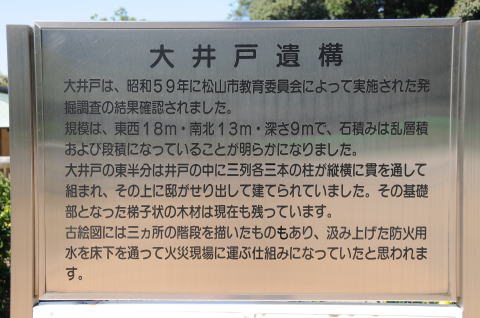 大井戸遺構
大井戸は、昭和59年に松山市教育委員会によって実施された発
掘調査の結果確認されました。
規模は、東西18m・南北13m・深さ9mで、石積みは乱層積
および段積になっていることが明らかになりました。
大井戸の東半分は井戸の中に三列各三本の柱が縦横に貫を通して
組まれ、その上に邸がせり出して建てられていました。その基礎
部となった梯子状の木材は現在も残っています。
古絵図には三ヵ所の階段を描いたものもあり、汲み上げた防火用
水を床下を通って火災現場に運ぶ仕組みになっていたと思われま
す。